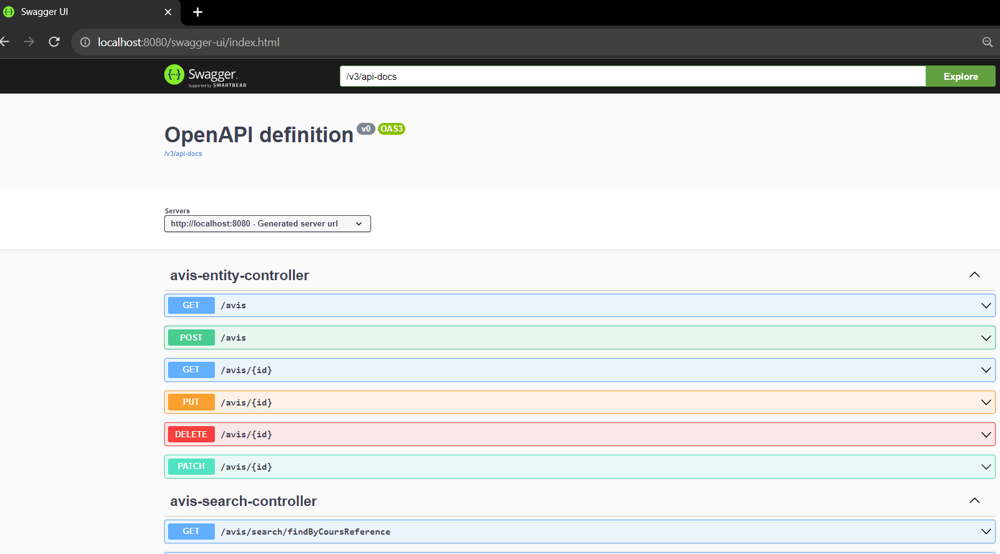 Swagger UI
localhost:8080/swagger-ui/index.html
{···} Swagger
Supported by SMARTBEAR
/v3/api-docs
Explore
OpenAPI definition v0 OAS3
/v3/api-docs
Servers
http://localhost:8080 - Generated server url
avis-entity-controller
GET /avis
POST /avis
GET /avis/{id}
PUT /avis/{id}
DELETE /avis/{id}
PATCH /avis/{id}
avis-search-controller
GET /avis/search/findByCoursReference